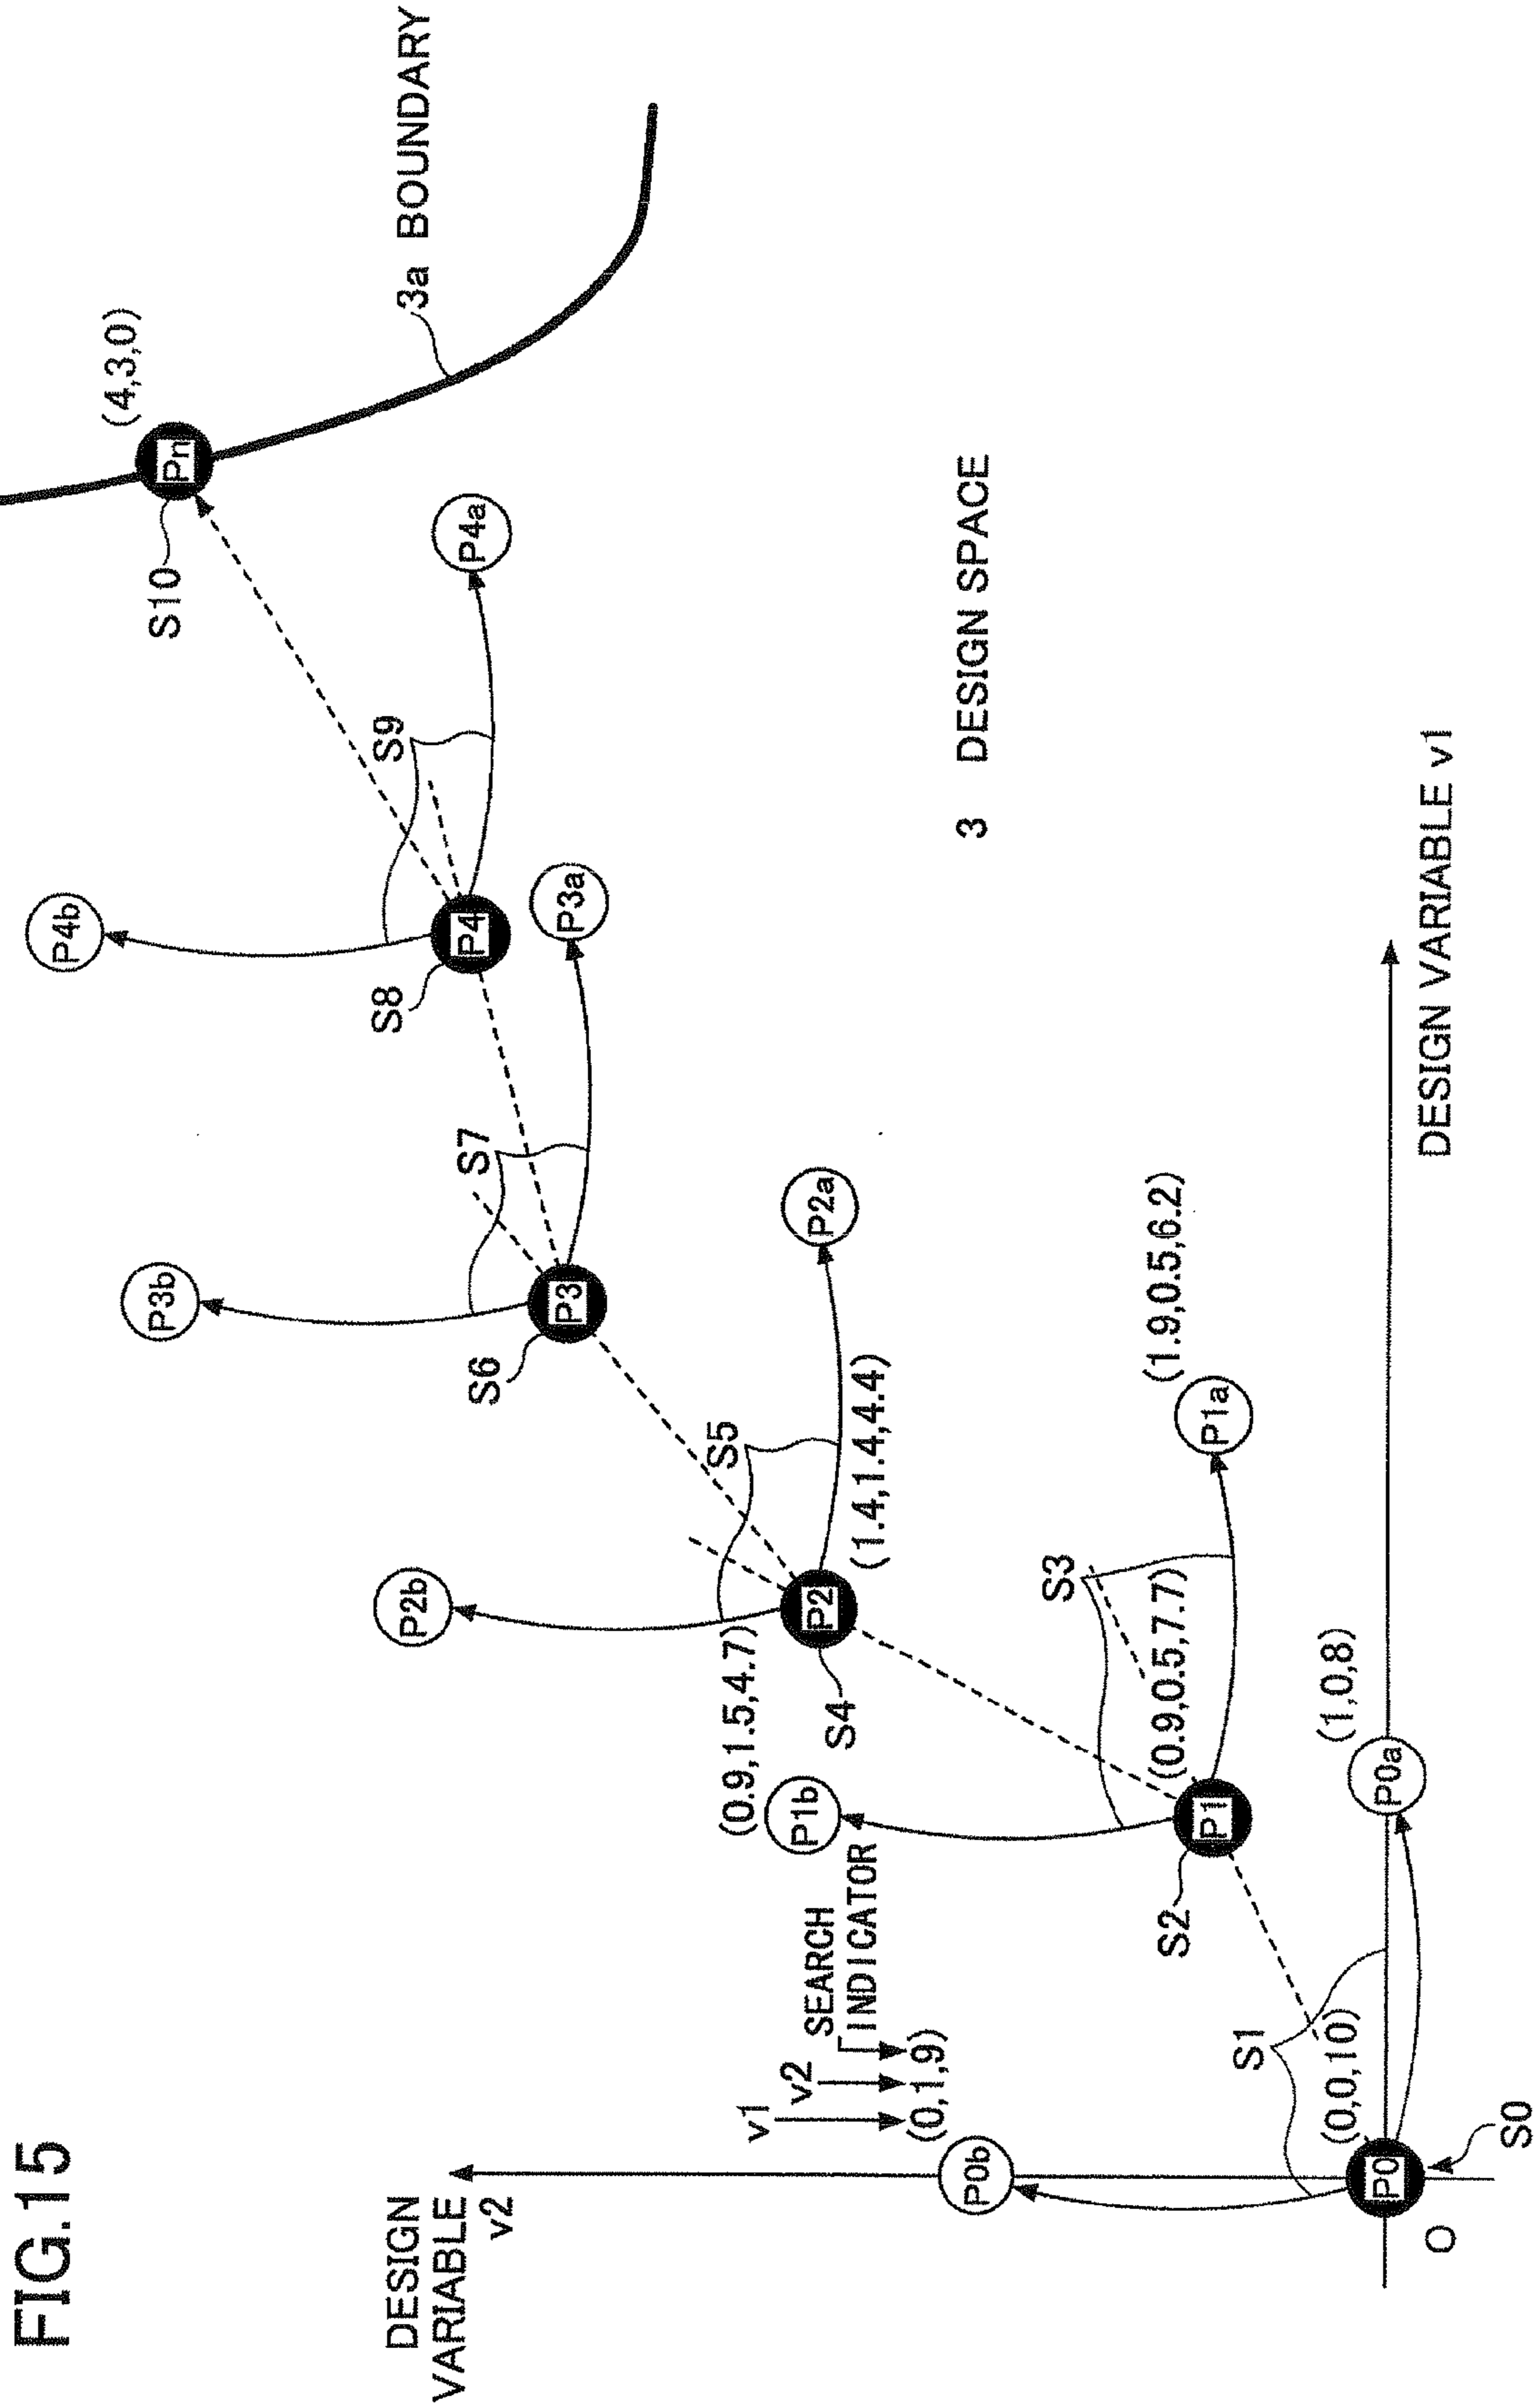 FIG.15
DESIGN
VARIABLE
v2
v1
v2
SEARCH
INDICATOR
(0,1,9)
P0b
P0
(0,0,10)
S0
O
S1
P0a
(1,0,8)
S2
P1
(0.9,0.5,7.7)
S3
P1a
(1.9,0.5,6.2)
P1b
(0.9,1.5,4.7)
S4
P2
(1.4,1.4,4.4)
S5
P2a
P2b
S6
P3
S7
P3a
P3b
S8
P4
S9
P4a
P4b
S10
Pn
(4,3,0)
3a BOUNDARY
3 DESIGN SPACE
DESIGN VARIABLE v1